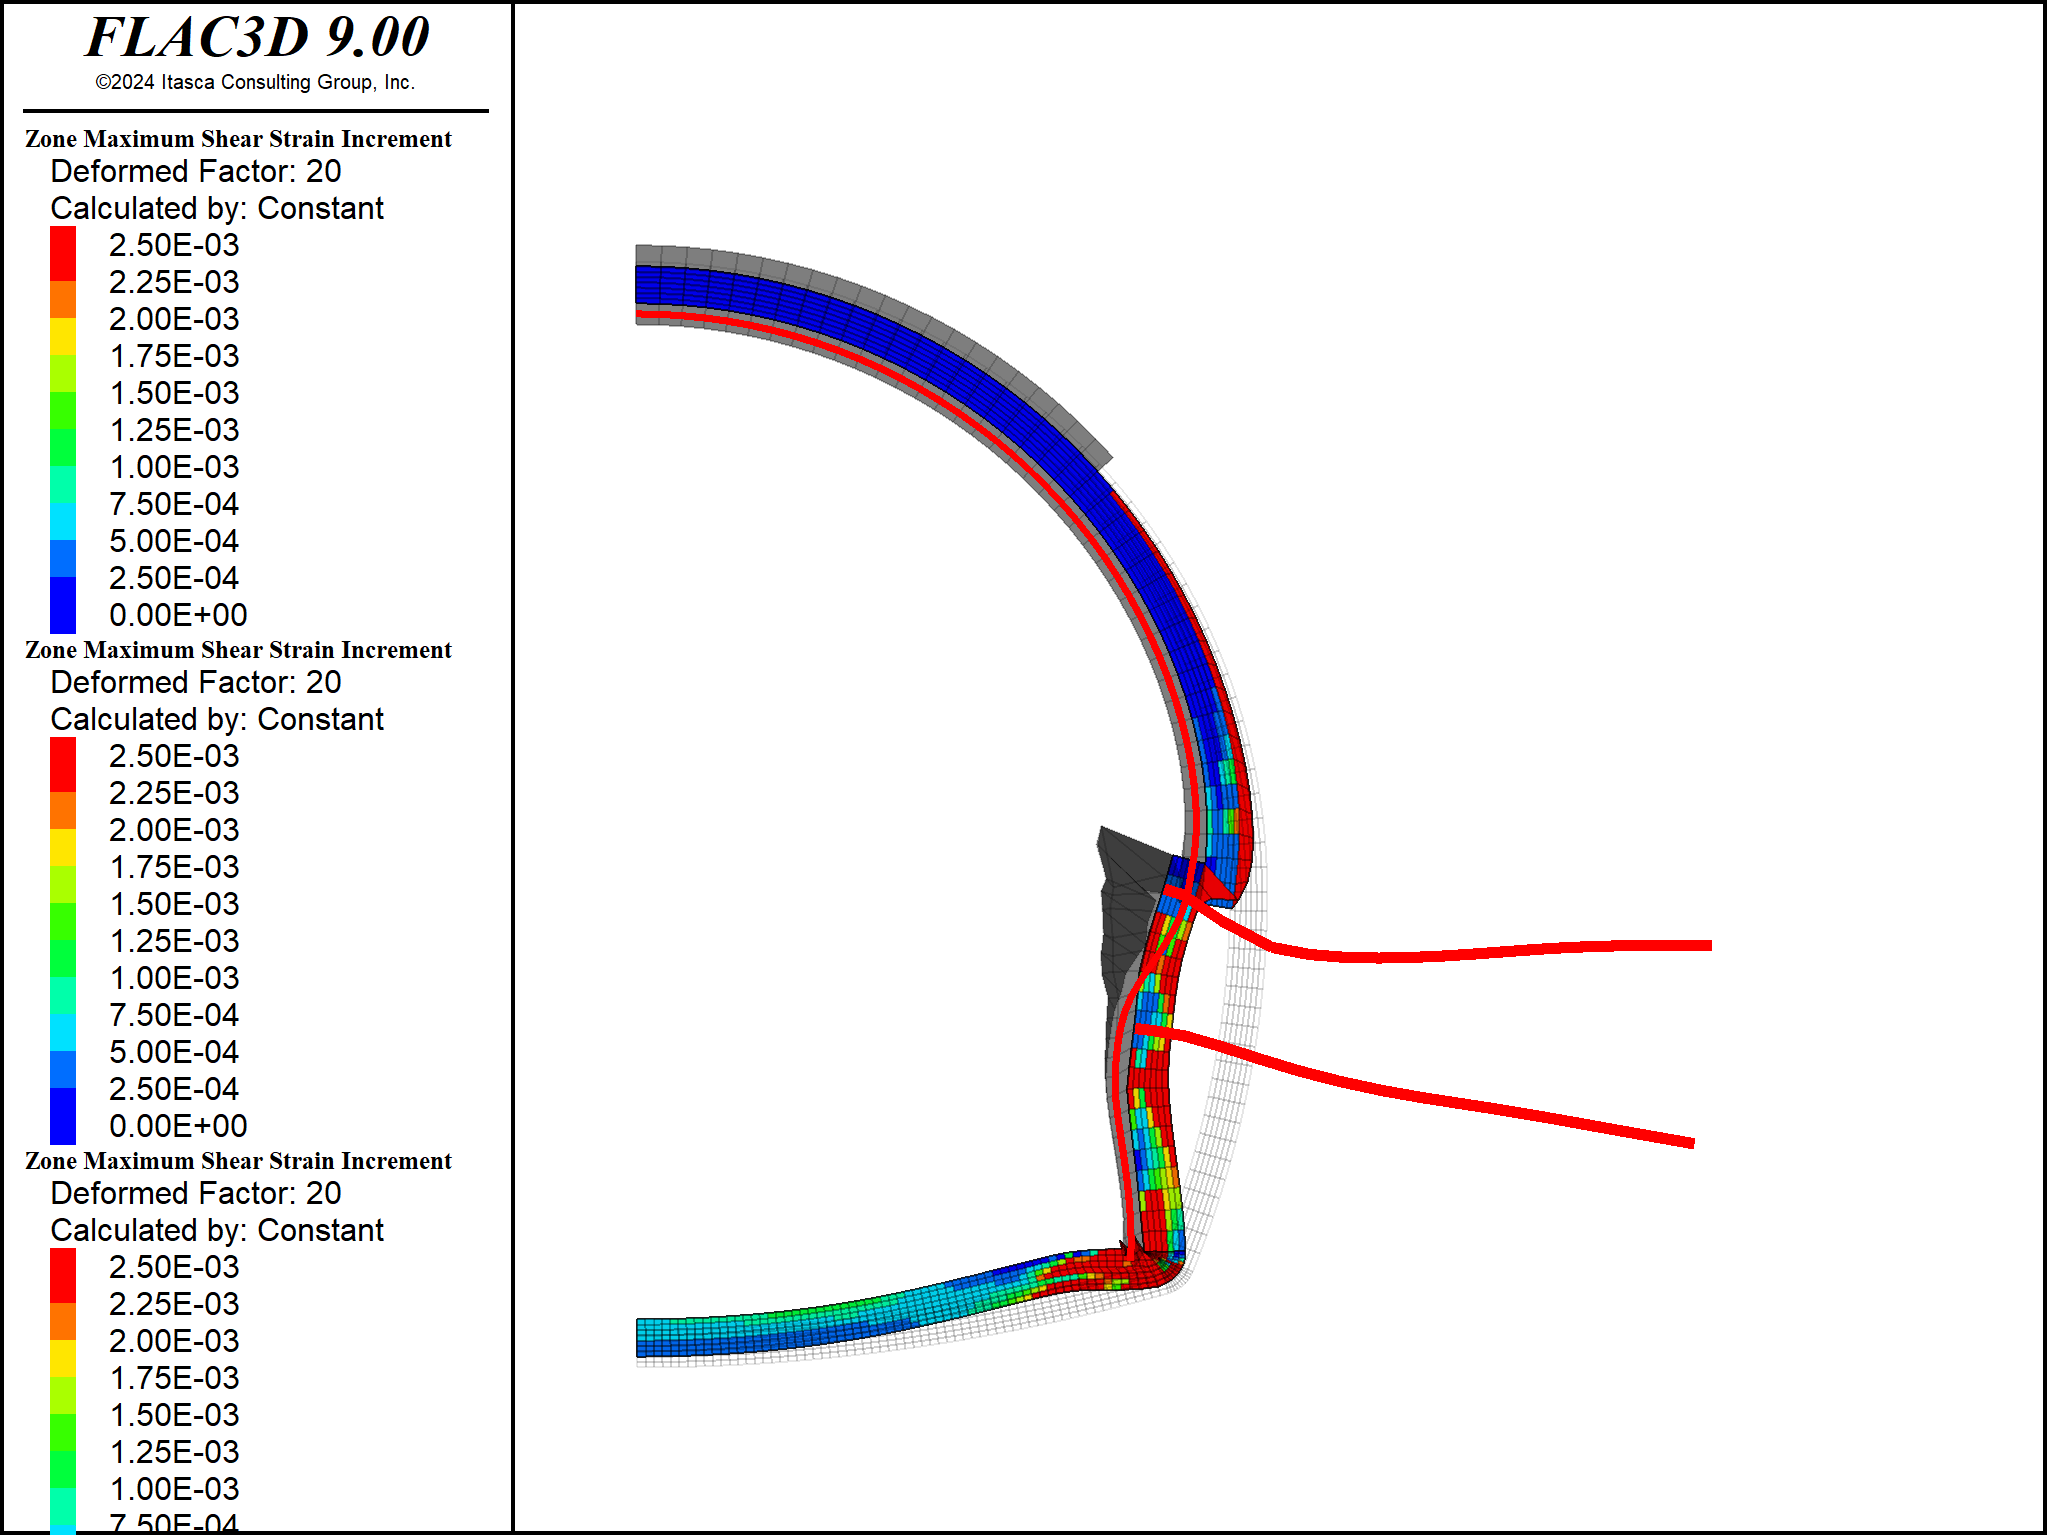 FLAC3D 9.00
©2024 Itasca Consulting Group, Inc.
Zone Maximum Shear Strain Increment
Deformed Factor: 20
Calculated by: Constant
2.50E-03
2.25E-03
2.00E-03
1.75E-03
1.50E-03
1.25E-03
1.00E-03
7.50E-04
5.00E-04
2.50E-04
0.00E+00
Zone Maximum Shear Strain Increment
Deformed Factor: 20
Calculated by: Constant
2.50E-03
2.25E-03
2.00E-03
1.75E-03
1.50E-03
1.25E-03
1.00E-03
7.50E-04
5.00E-04
2.50E-04
0.00E+00
Zone Maximum Shear Strain Increment
Deformed Factor: 20
Calculated by: Constant
2.50E-03
2.25E-03
2.00E-03
1.75E-03
1.50E-03
1.25E-03
1.00E-03
7.50E-04